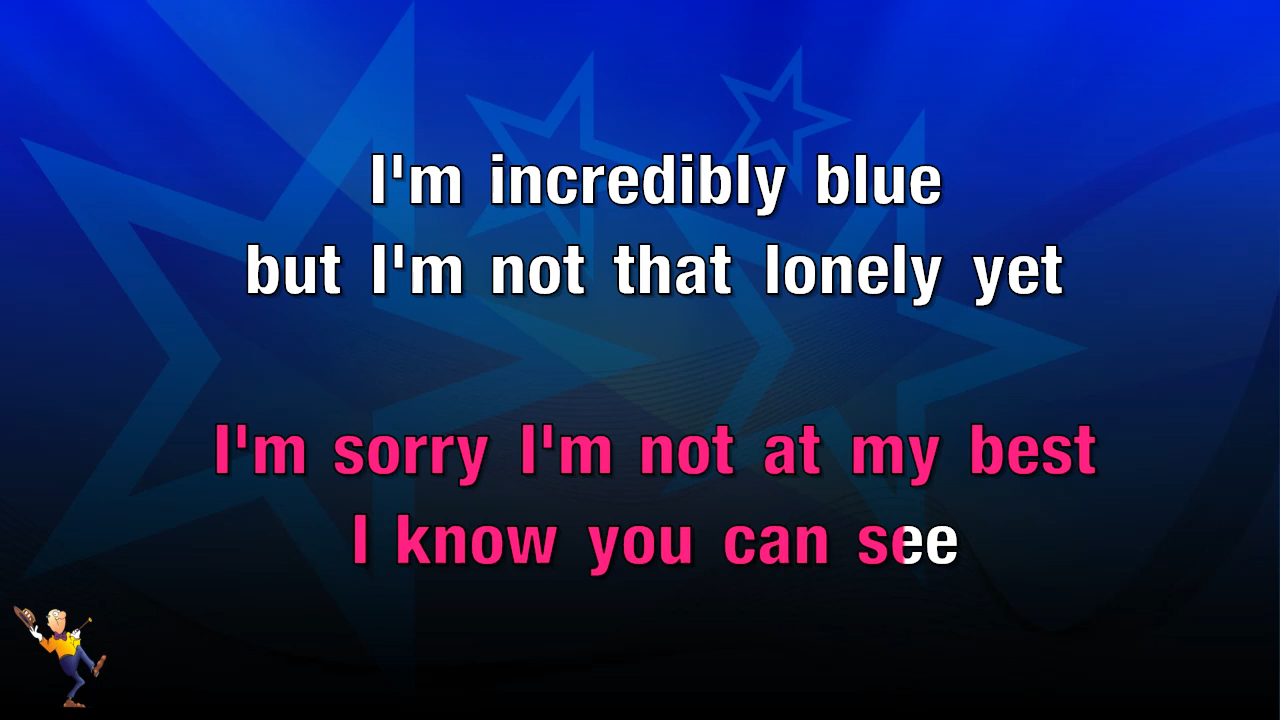 I'm incredibly blue
but I'm not that lonely yet
I'm sorry I'm not at my best
I know you can see